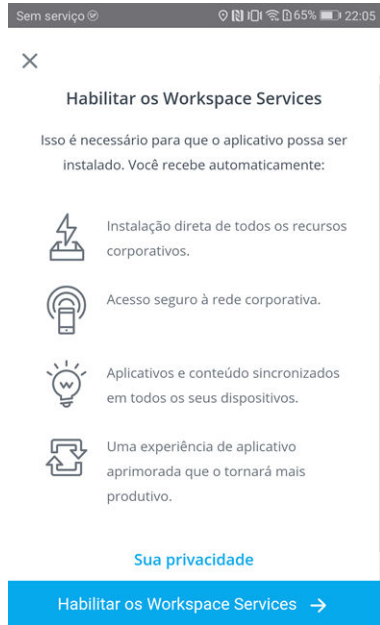 Sem serviço 65% 22:05
Habilitar os Workspace Services
Isso é necessário para que o aplicativo possa ser
instalado. Você recebe automaticamente:
Instalação direta de todos os recursos
corporativos.
Acesso seguro à rede corporativa.
Aplicativos e conteúdo sincronizados
em todos os seus dispositivos.
Uma experiência de aplicativo
aprimorada que o tornará mais
produtivo.
Sua privacidade
Habilitar os Workspace Services →